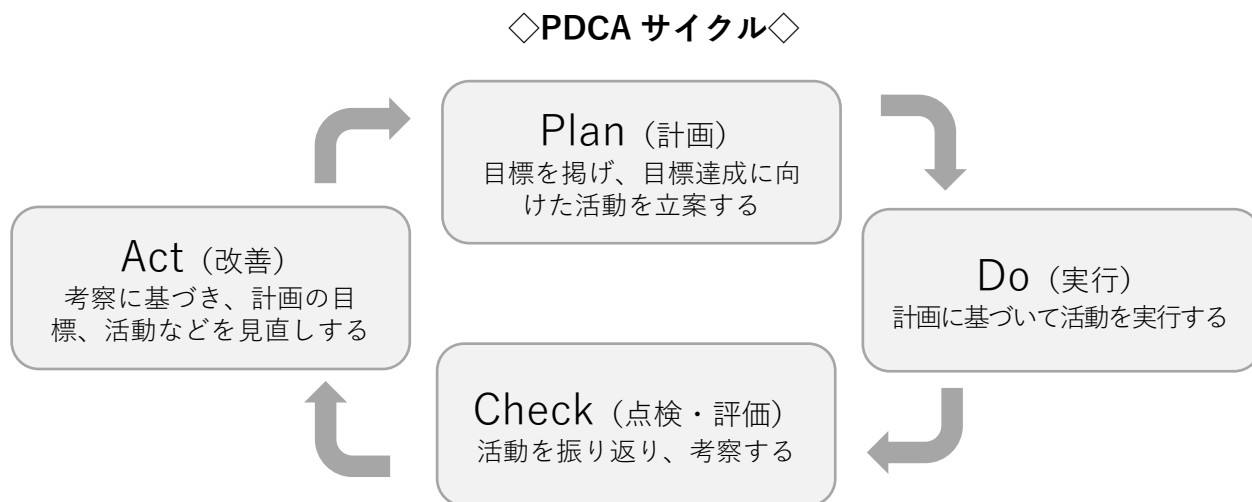 ◇PDCA サイクル◇
Plan（計画）
目標を掲げ、目標達成に向
けた活動を立案する
Do（実行）
計画に基づいて活動を実行する
Check（点検・評価）
活動を振り返り、考察する
Act（改善）
考察に基づき、計画の目
標、活動などを見直しする